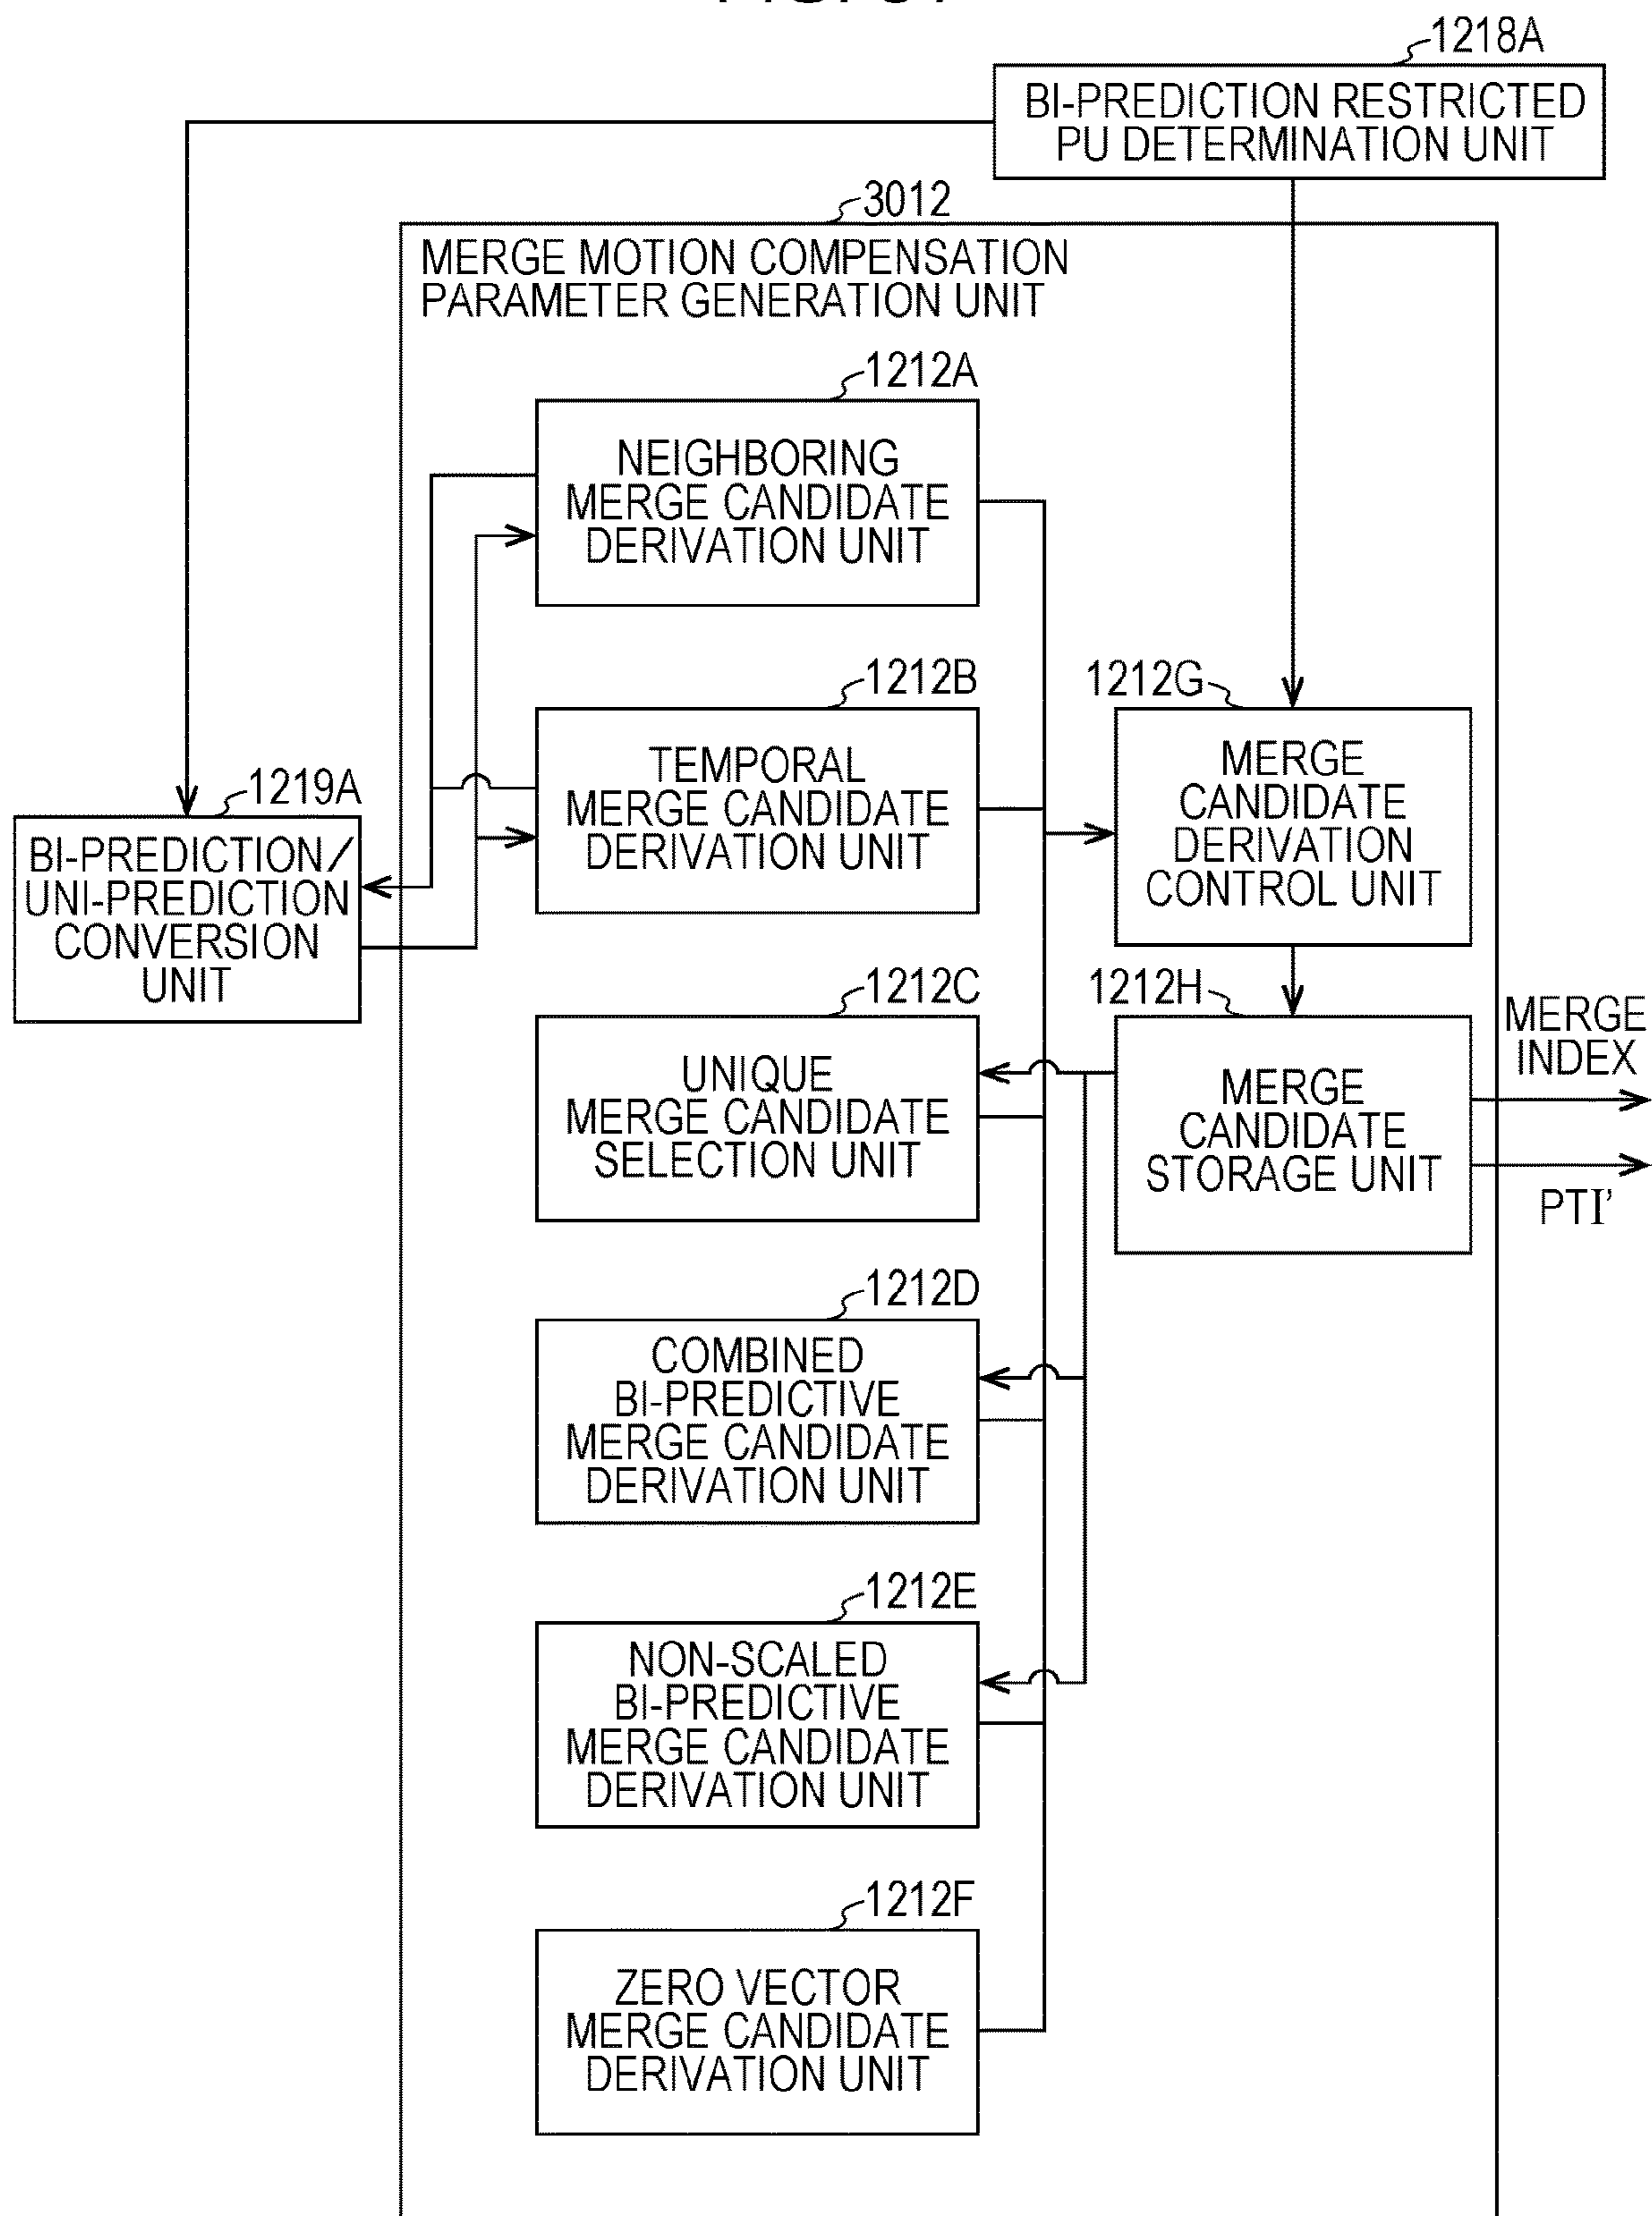 1218A
BI-PREDICTION RESTRICTED
PU DETERMINATION UNIT
3012
MERGE MOTION COMPENSATION
PARAMETER GENERATION UNIT
1212A
NEIGHBORING
MERGE CANDIDATE
DERIVATION UNIT
1212B
TEMPORAL
MERGE CANDIDATE
DERIVATION UNIT
1212G
MERGE
CANDIDATE
DERIVATION
CONTROL UNIT
1219A
BI-PREDICTION/
UNI-PREDICTION
CONVERSION
UNIT
1212C
UNIQUE
MERGE CANDIDATE
SELECTION UNIT
1212H
MERGE
CANDIDATE
STORAGE UNIT
MERGE
INDEX
PTI'
1212D
COMBINED
BI-PREDICTIVE
MERGE CANDIDATE
DERIVATION UNIT
1212E
NON-SCALED
BI-PREDICTIVE
MERGE CANDIDATE
DERIVATION UNIT
1212F
ZERO VECTOR
MERGE CANDIDATE
DERIVATION UNIT